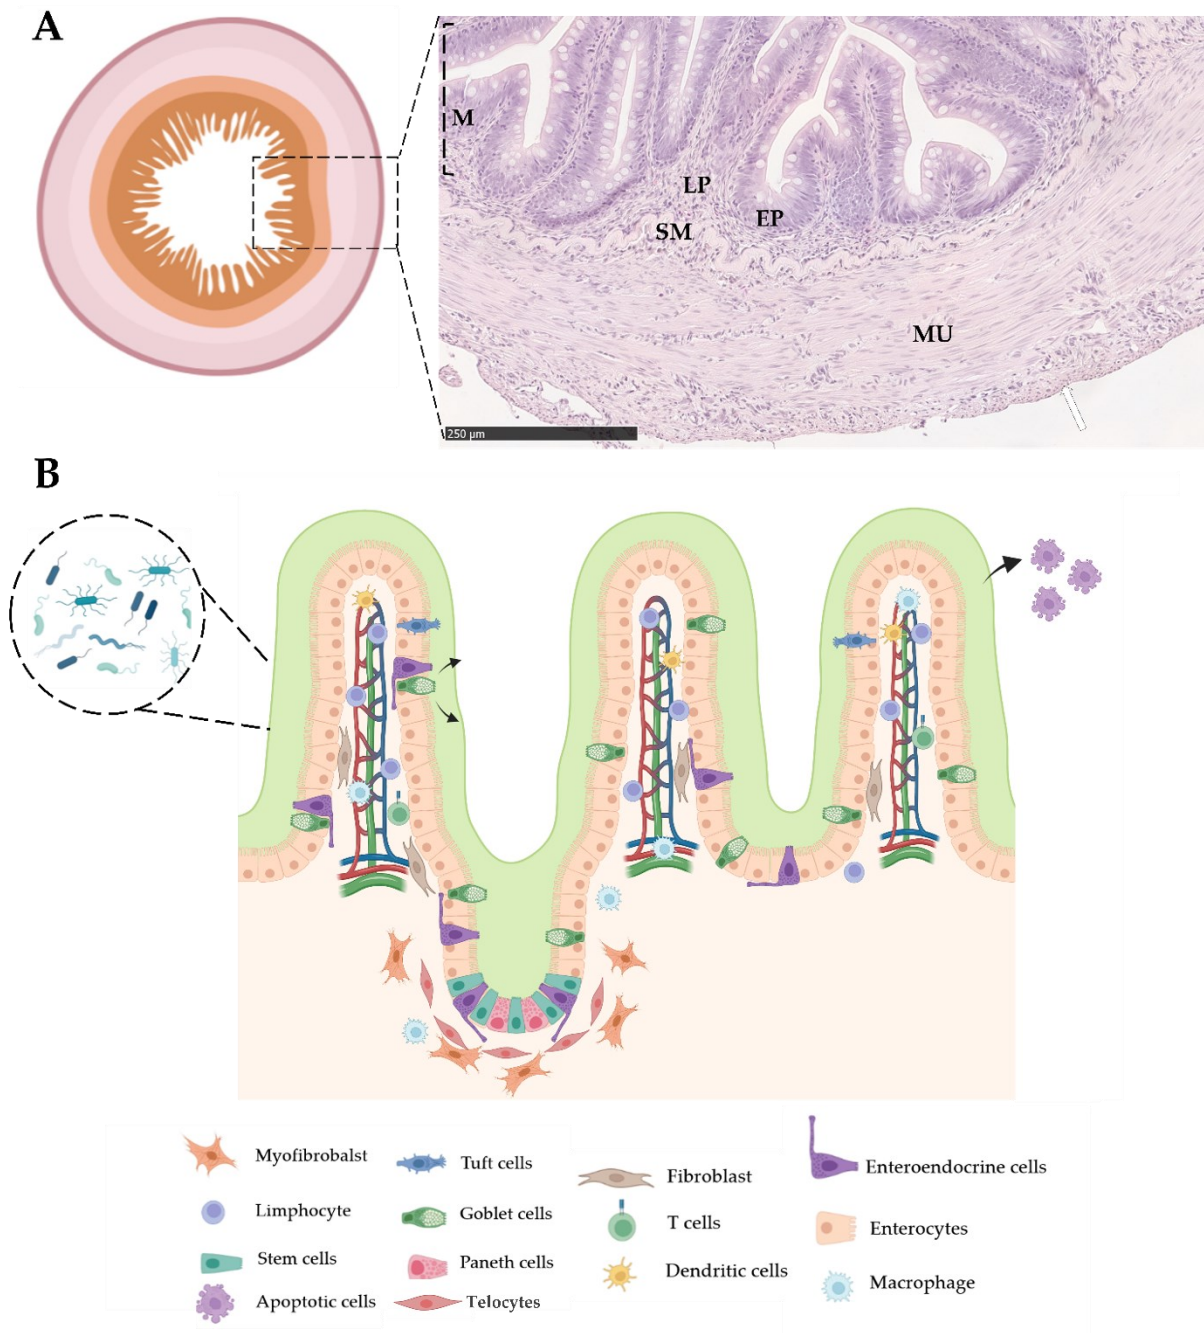 A
M
LP
EP
SM
MU
250 µm
B
Myofibrobalst
Tuft cells
Fibroblast
Enteroendocrine cells
Limphocyte
Goblet cells
T cells
Enterocytes
Stem cells
Paneth cells
Dendritic cells
Macrophage
Apoptotic cells
Telocytes